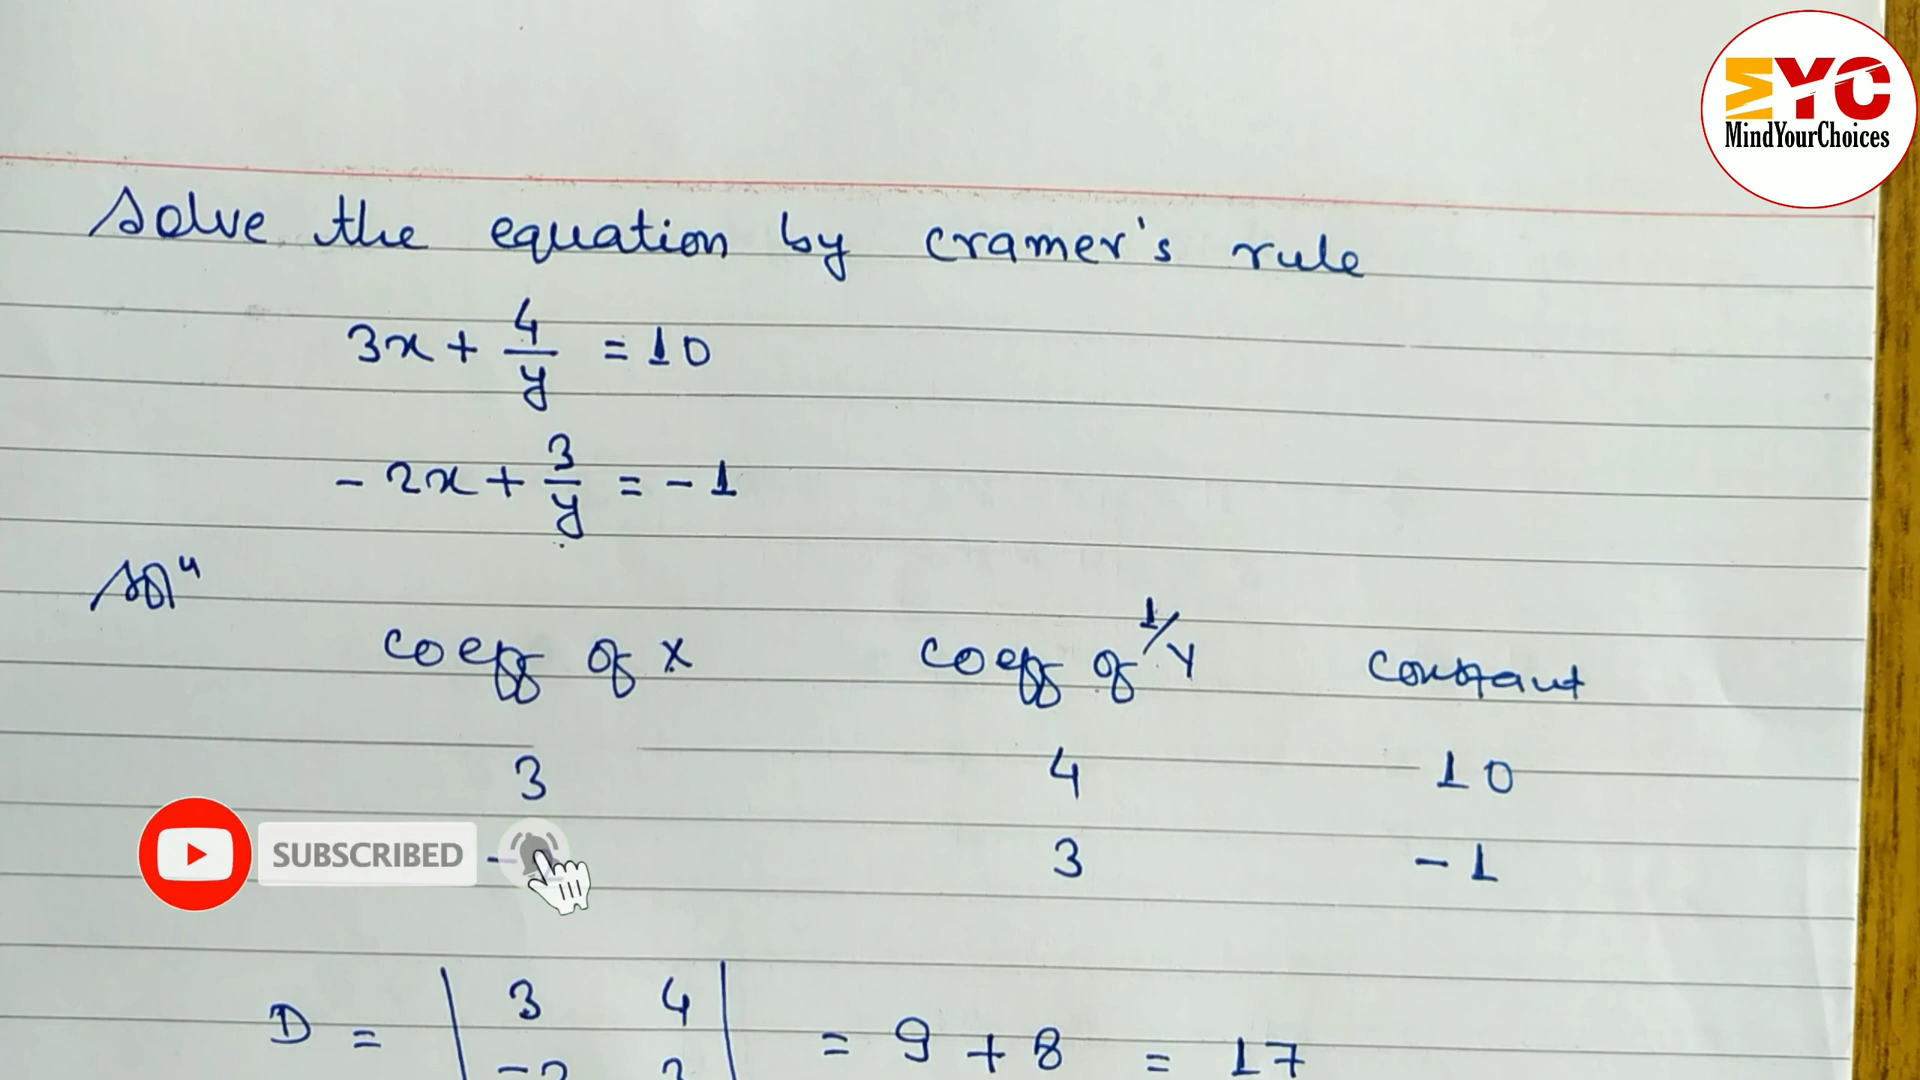 MYC
MindYourChoices
Solve the equation by cramer's rule
3x + 4/y = 10
- 2x + 3/y = - 1
Solⁿ
coeff of x coeff of 1/y constant
3 4 10
SUBSCRIBED - 3 - 1
D = | 3 4 | = 9 + 8 = 17